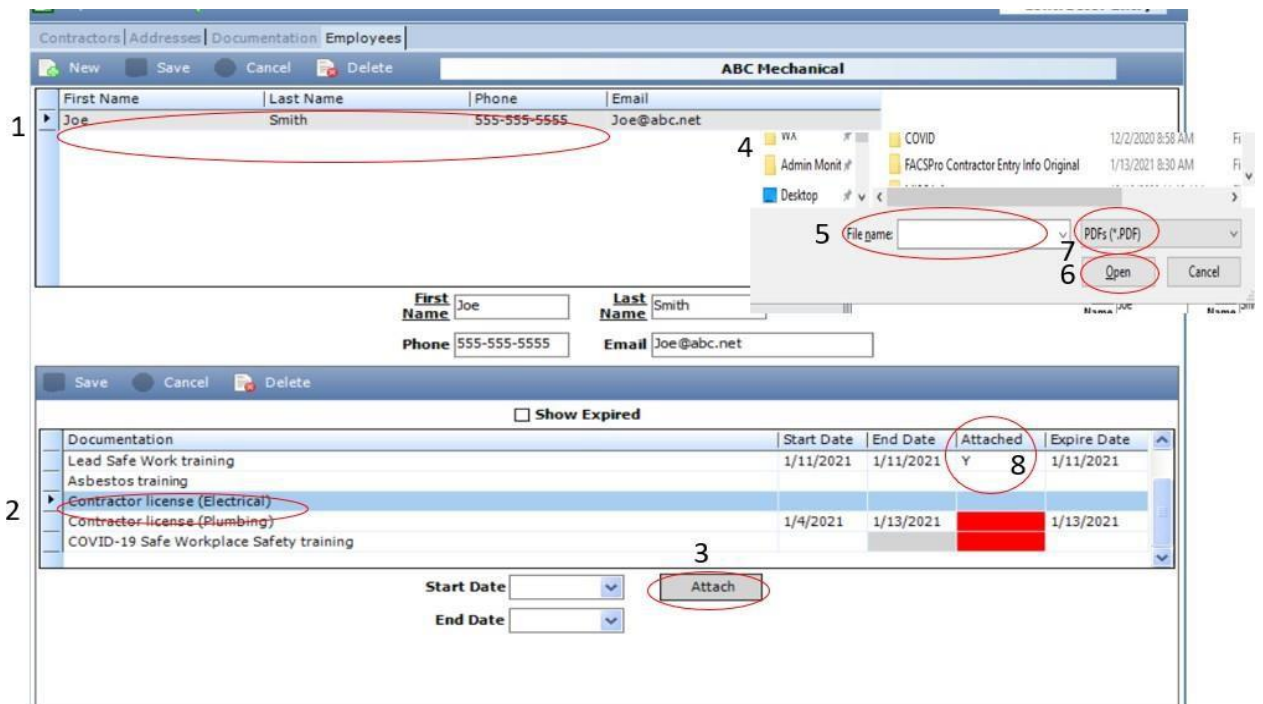 Contractors Addresses Documentation Employees
New Save Cancel Delete ABC Mechanical
First Name Last Name Phone Email
1 Joe Smith 555-555-5555 Joe@abc.net
4 WX COVID 12/2/2020 8:58 AM Fi
Admin Monit FACSPro Contractor Entry Info Original 1/13/2021 8:30 AM Fi
Desktop
5 File name: PDFs (*.PDF)
7
6 Open Cancel
First Name Joe Last Name Smith
Name Name
Phone 555-555-5555 Email Joe@abc.net
Save Cancel Delete
Show Expired
Documentation Start Date End Date Attached Expire Date
Lead Safe Work training 1/11/2021 1/11/2021 Y 8 1/11/2021
Asbestos training
2 Contractor license (Electrical)
Contractor license (Plumbing) 1/4/2021 1/13/2021 1/13/2021
COVID-19 Safe Workplace Safety training
3
Start Date Attach
End Date